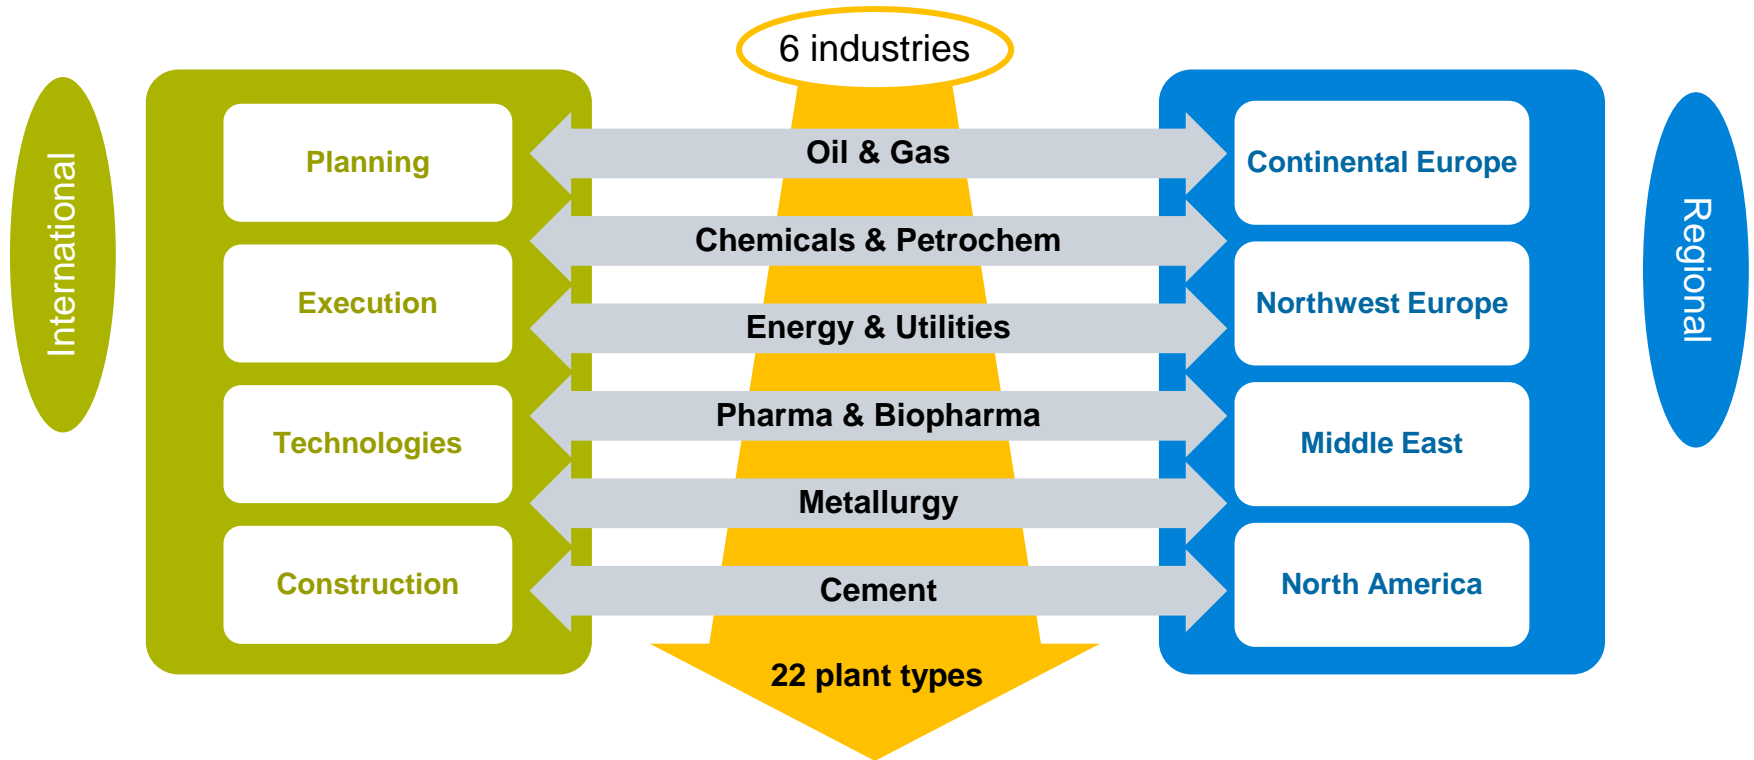 6 industries
International
Planning
Execution
Technologies
Construction
Oil & Gas
Chemicals & Petrochem
Energy & Utilities
Pharma & Biopharma
Metallurgy
Cement
22 plant types
Continental Europe
Northwest Europe
Middle East
North America
Regional